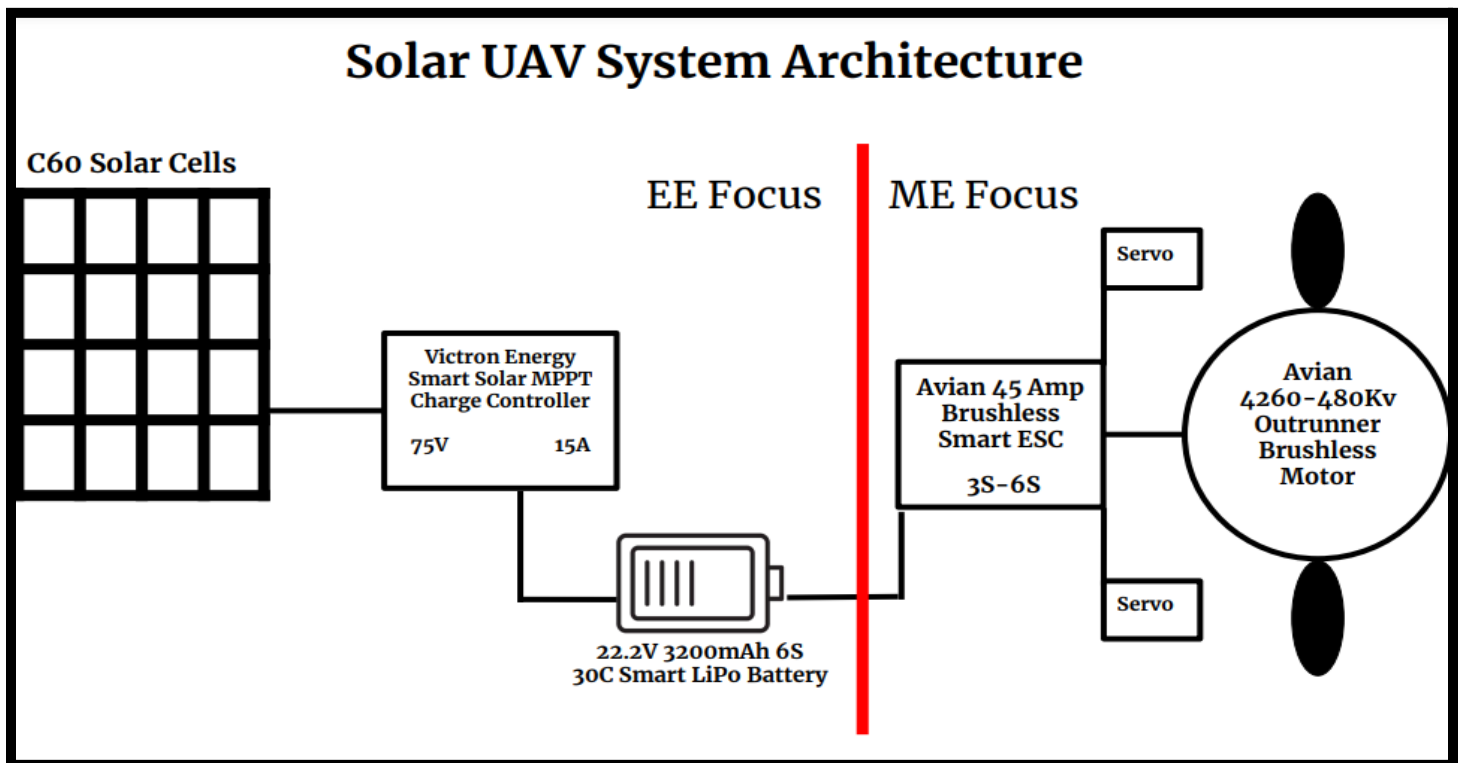 Solar UAV System Architecture
C60 Solar Cells
EE Focus
ME Focus
Victron Energy
Smart Solar MPPT
Charge Controller
75V 15A
22.2V 3200mAh 6S
30C Smart LiPo Battery
Servo
Avian 45 Amp
Brushless
Smart ESC
3S-6S
Servo
Avian
4260-480Kv
Outrunner
Brushless
Motor